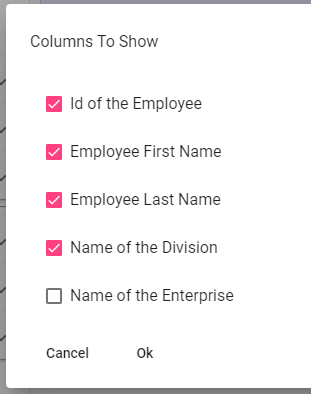 Columns To Show
Id of the Employee
Employee First Name
Employee Last Name
Name of the Division
Name of the Enterprise
Cancel Ok